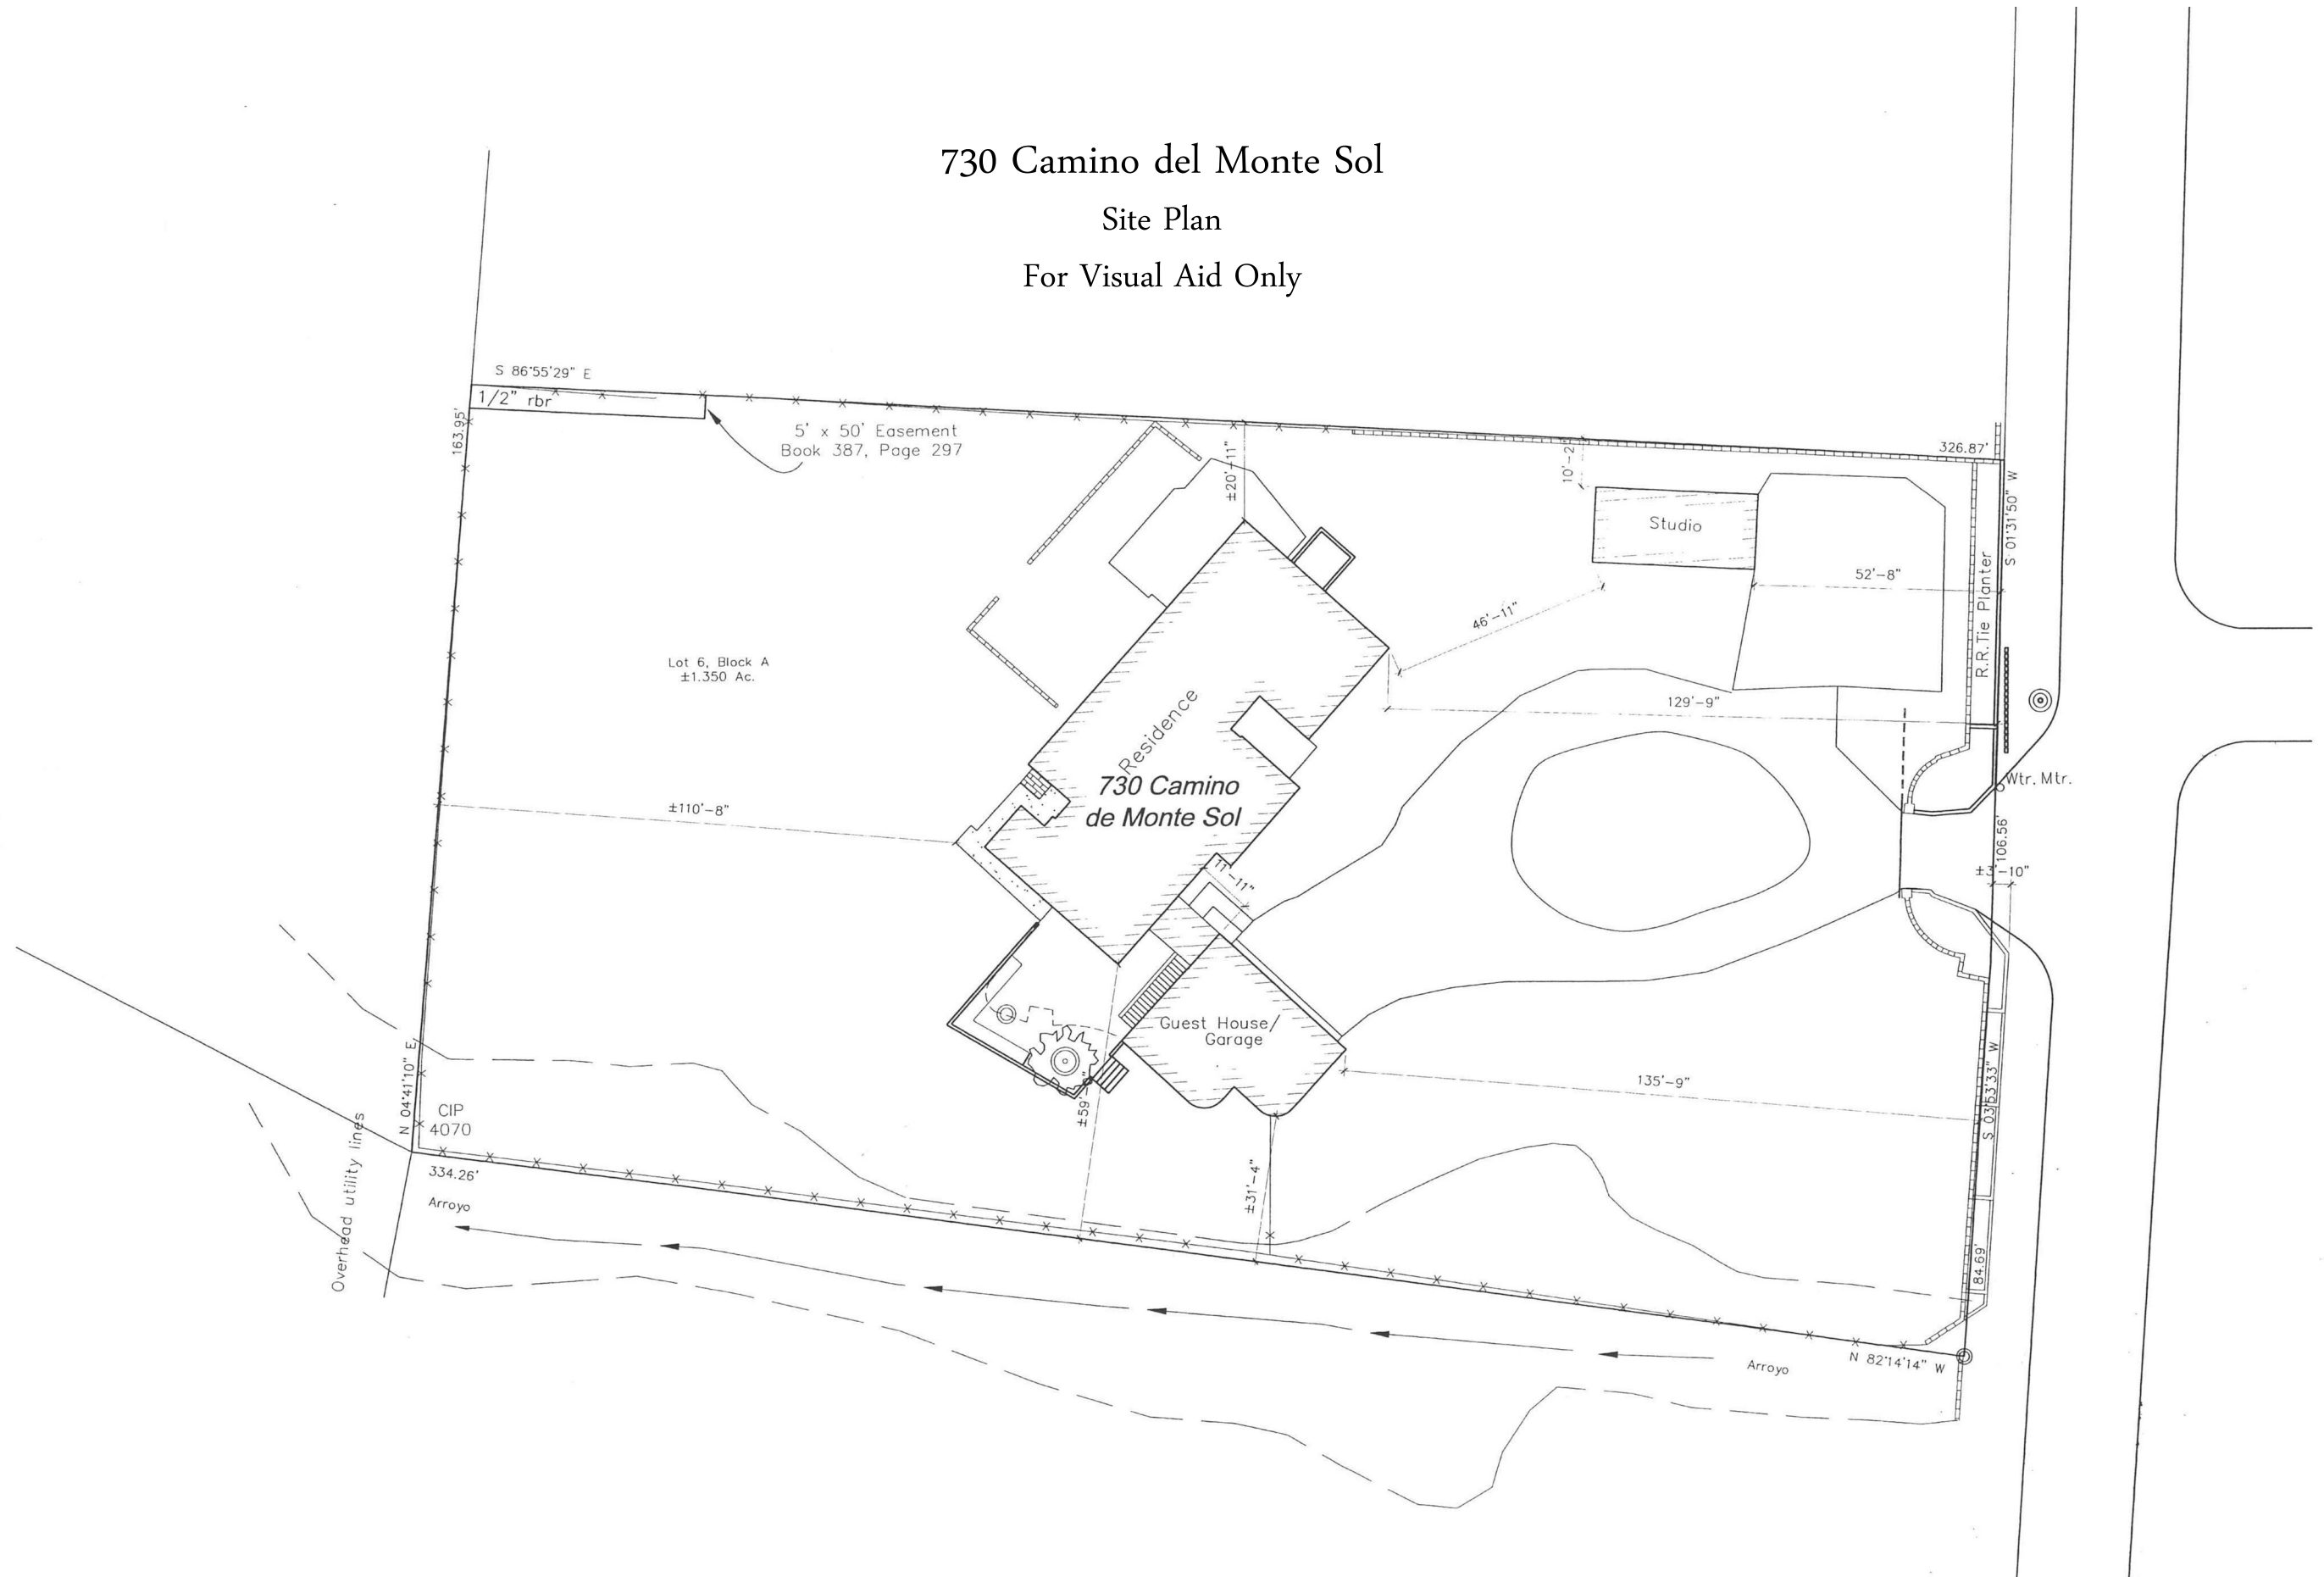 730 Camino del Monte Sol
Site Plan
For Visual Aid Only
S 86°55'29" E
1/2" rbr
163.95'
5' x 50' Easement
Book 387, Page 297
±20'-11"
10'-2"
326.87'
S 01°31'50" W
Studio
52'-8"
R.R.Tie Planter
46'-11"
Lot 6, Block A
±1.350 Ac.
129'-9"
Residence
730 Camino
de Monte Sol
Wtr. Mtr.
±110'-8"
106.56'
±3'-10"
11'-11"
Guest House/
Garage
135'-9"
S 03°53'33" W
N 04°41'10" E
CIP
4070
±59'-"
±31'-4"
334.26'
Arroyo
Overhead utility lines
84.69'
N 82°14'14" W
Arroyo